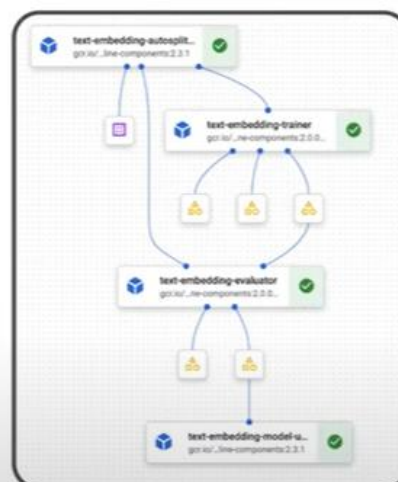 text-embedding-autosplit...
gcr.io/...line-components:2.3.1
text-embedding-trainer
gcr.io/...ne-components:2.0.0...
text-embedding-evaluator
gcr.io/...ne-components:2.0.0...
text-embedding-model-u...
gcr.io/...line-components:2.3.1